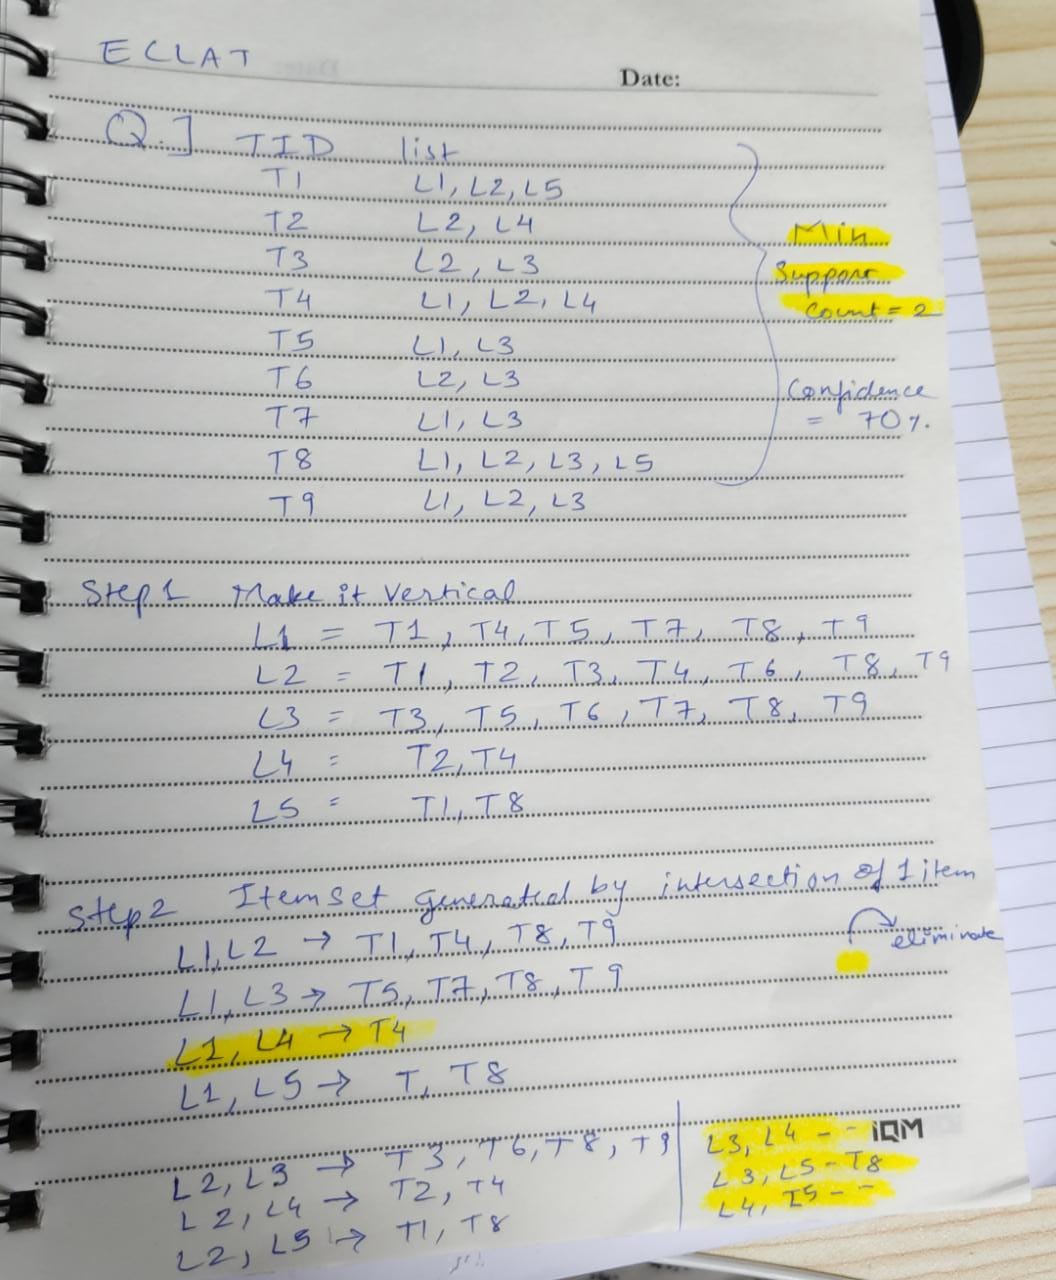 ECLAT
Date:
Q.] TID list
T1 L1, L2, L5
T2 L2, L4
T3 L2, L3
T4 L1, L2, L4
T5 L1, L3
T6 L2, L3
T7 L1, L3
T8 L1, L2, L3, L5
T9 L1, L2, L3
Min
Support
Count = 2
Confidence
= 70%.
Step 1 Make it Vertical
L1 = T1, T4, T5, T7, T8, T9
L2 = T1, T2, T3, T4, T6, T8, T9
L3 = T3, T5, T6, T7, T8, T9
L4 = T2, T4
L5 = T1, T8
Step 2 Item Set generated by intersection of 1 item
eliminate
L1, L2 → T1, T4, T8, T9
L1, L3 → T5, T7, T8, T9
L1, L4 → T4
L1, L5 → T, T8
L2, L3 → T3, T6, T8, T9
L2, L4 → T2, T4
L2, L5 → T1, T8
L3, L4 - -
L3, L5 - T8
L4, I5 - -
iQM